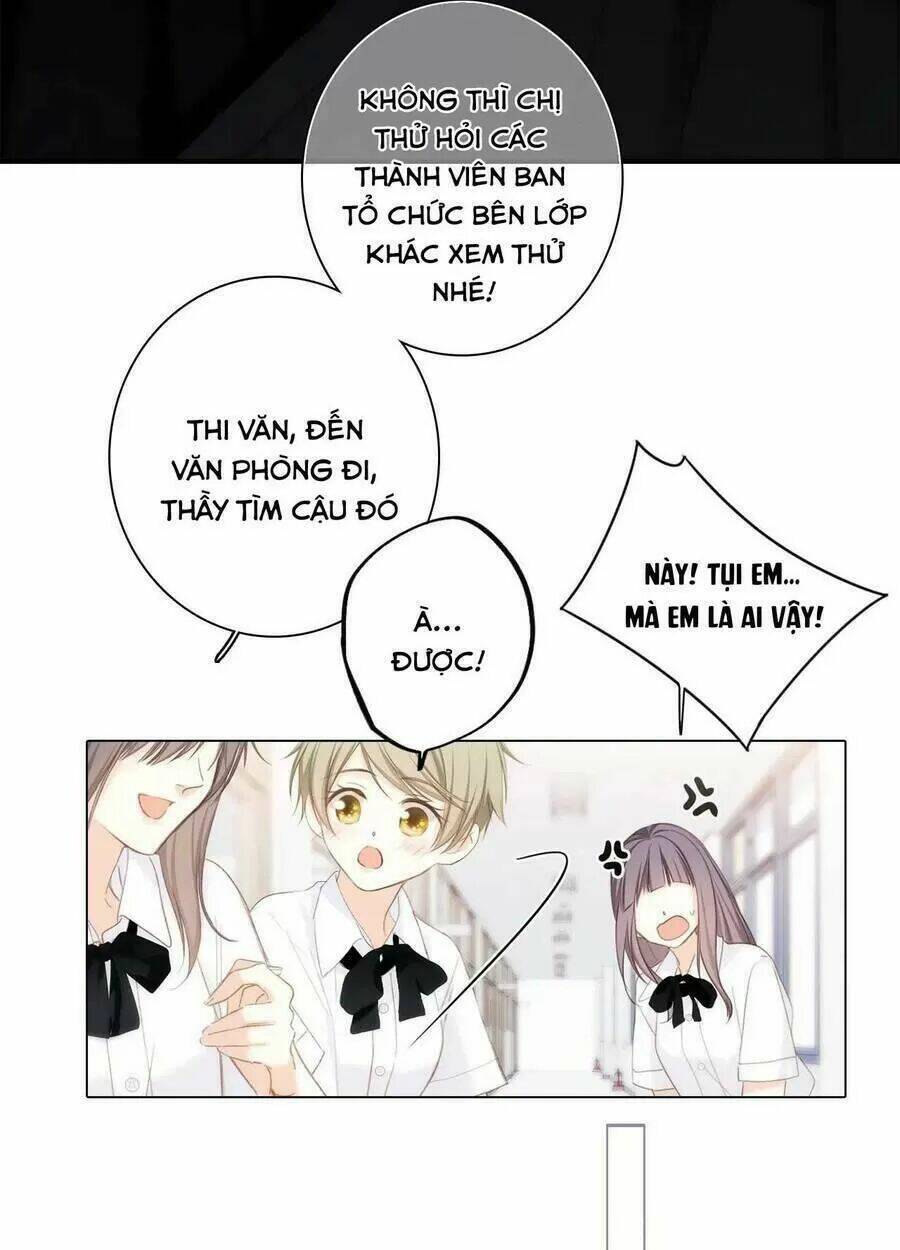 KHÔNG THÌ CHỊ
THỬ HỎI CÁC
THÀNH VIÊN BAN
TỔ CHỨC BÊN LỚP
KHÁC XEM THỬ
NHÉ!
THI VĂN, ĐẾN
VĂN PHÒNG ĐI,
THẦY TÌM CẬU ĐÓ
À...
ĐƯỢC!
NÀY! TỤI EM...
MÀ EM LÀ AI VẬY!